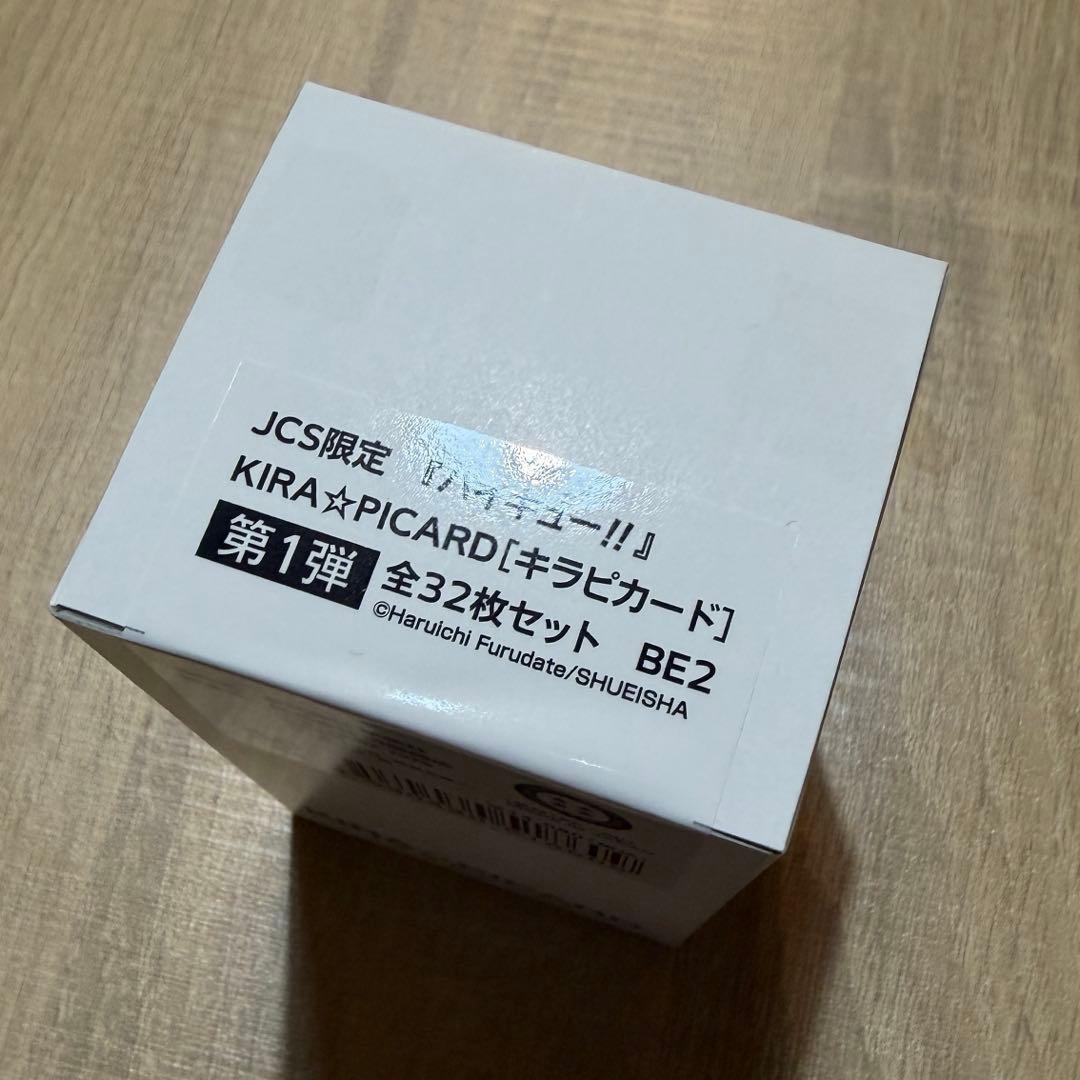 JCS限定 『ハイキュー!!』
KIRA☆PICARD[キラピカード]
第1弾 全32枚セット BE2
©Haruichi Furudate/SHUEISHA